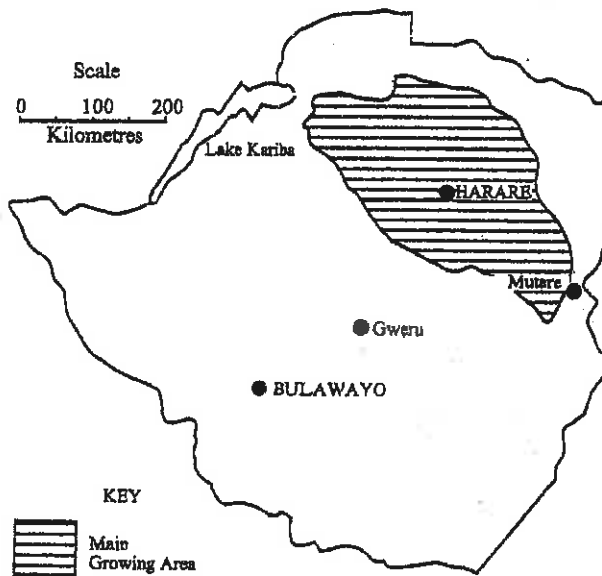 Scale
0 100 200
Kilometres
Lake Kariba
HARARE
Mutare
Gweru
BULAWAYO
KEY
Main
Growing Area